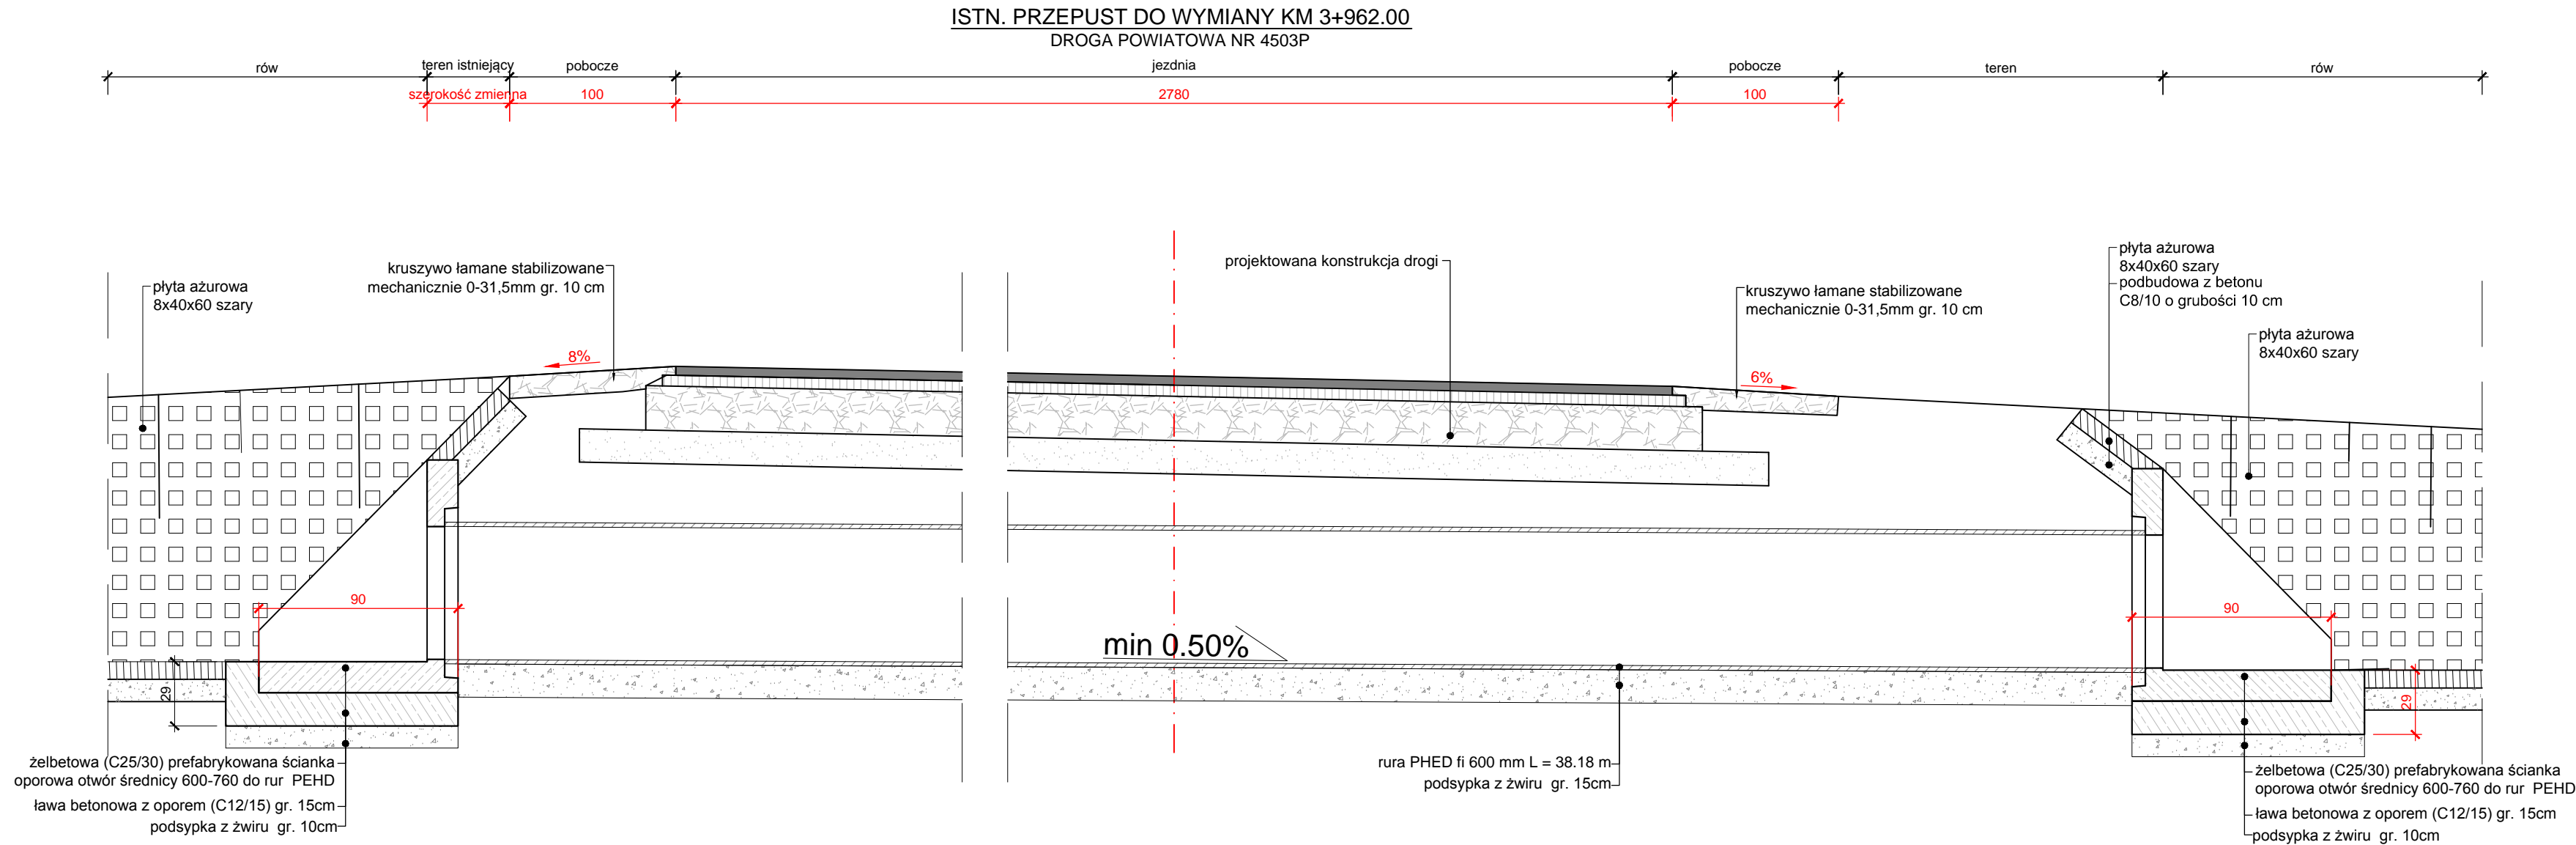 ISTN. PRZEPUST DO WYMIANY KM 3+962.00
DROGA POWIATOWA NR 4503P
rów
teren istniejący
pobocze
jezdnia
pobocze
teren
rów
szerokość zmienna
100
2780
100
płyta ażurowa
8x40x60 szary
kruszywo łamane stabilizowane
mechanicznie 0-31,5mm gr. 10 cm
projektowana konstrukcja drogi
kruszywo łamane stabilizowane
mechanicznie 0-31,5mm gr. 10 cm
płyta ażurowa
8x40x60 szary
podbudowa z betonu
C8/10 o grubości 10 cm
płyta ażurowa
8x40x60 szary
8%
6%
90
90
min 0.50%
29
29
żelbetowa (C25/30) prefabrykowana ścianka
oporowa otwór średnicy 600-760 do rur PEHD
ława betonowa z oporem (C12/15) gr. 15cm
podsypka z żwiru gr. 10cm
rura PHED fi 600 mm L = 38.18 m
podsypka z żwiru gr. 15cm
żelbetowa (C25/30) prefabrykowana ścianka
oporowa otwór średnicy 600-760 do rur PEHD
ława betonowa z oporem (C12/15) gr. 15cm
podsypka z żwiru gr. 10cm